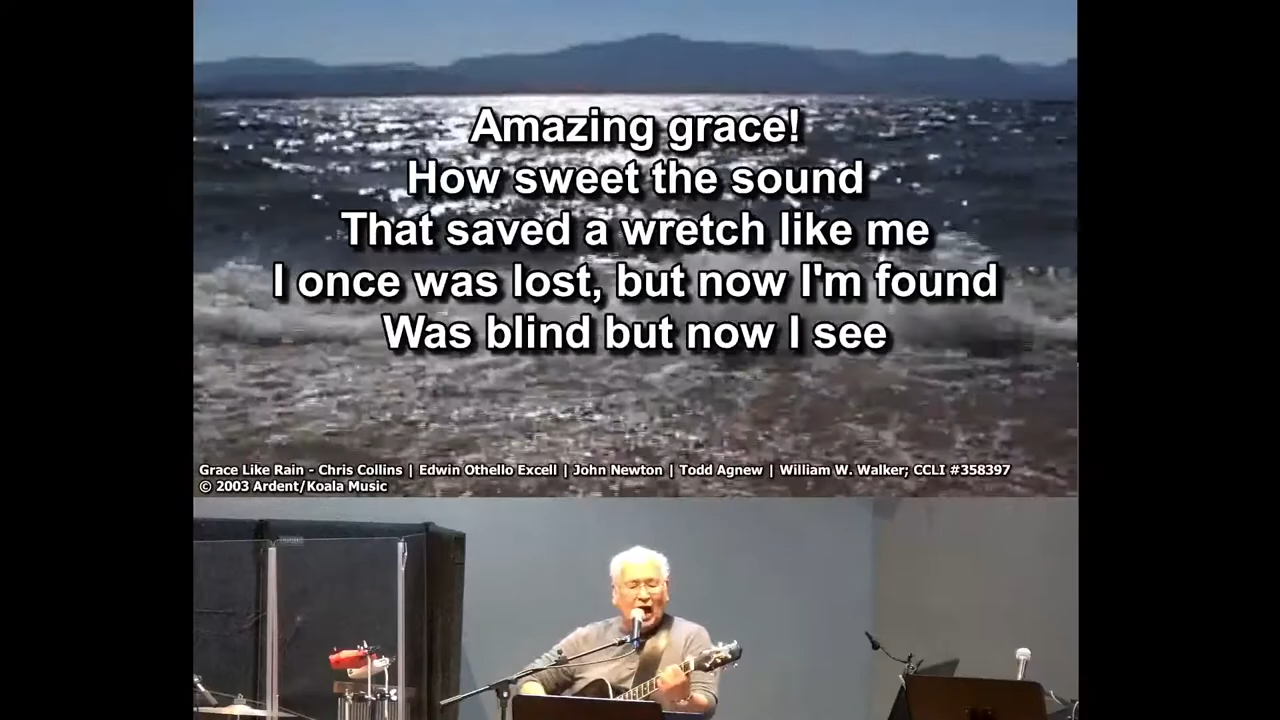 Amazing grace!
How sweet the sound
That saved a wretch like me
I once was lost, but now I'm found
Was blind but now I see
Grace Like Rain - Chris Collins | Edwin Othello Excell | John Newton | Todd Agnew | William W. Walker; CCLI #358397
© 2003 Ardent/Koala Music